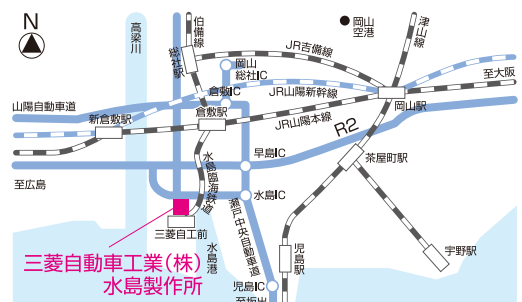 N
高梁川
伯備線
総社駅
岡山
総社IC
JR吉備線
岡山
空港
津山線
至大阪
倉敷IC
JR山陽新幹線
岡山駅
山陽自動車道
新倉敷駅
倉敷駅
JR山陽本線
R2
早島IC
茶屋町駅
至広島
水島臨海鉄道
水島IC
三菱自工前
水島港
瀬戸中央自動車道
児島駅
宇野駅
三菱自動車工業(株)
水島製作所
児島IC
至坂出